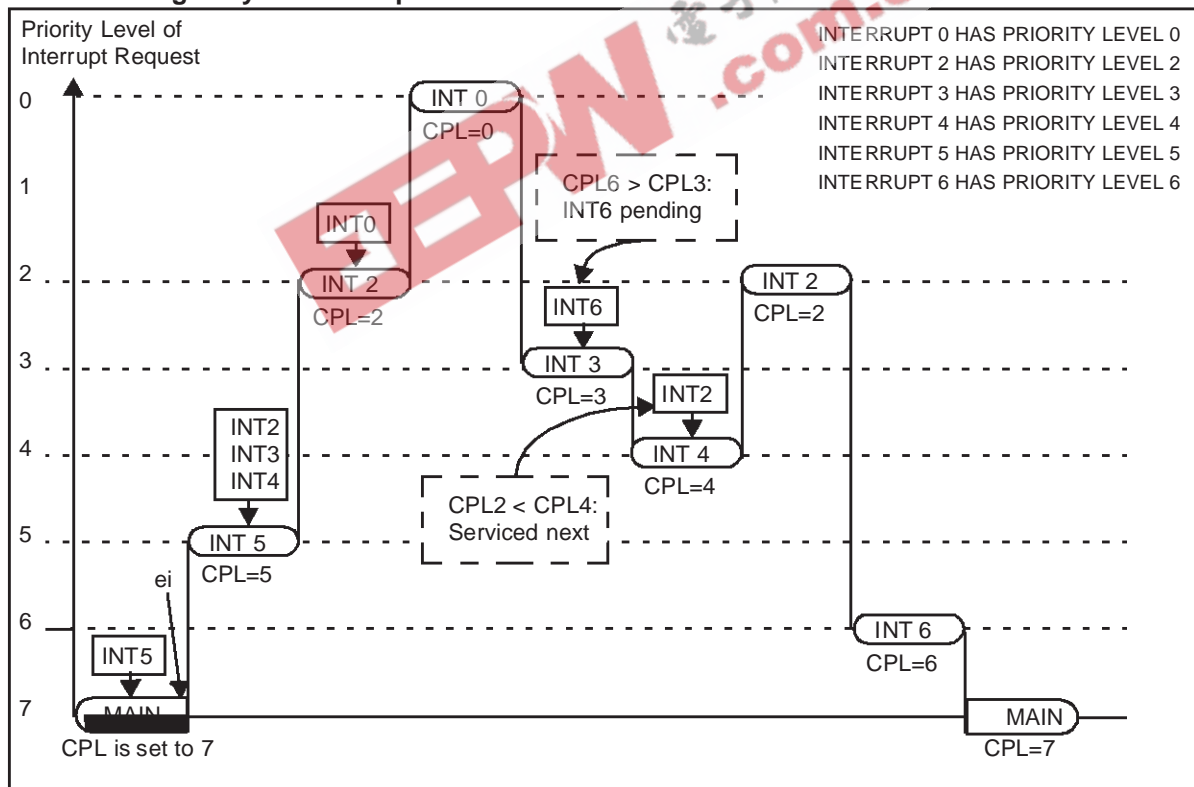 Priority Level of
Interrupt Request
INTERRUPT 0 HAS PRIORITY LEVEL 0
INTERRUPT 2 HAS PRIORITY LEVEL 2
INTERRUPT 3 HAS PRIORITY LEVEL 3
INTERRUPT 4 HAS PRIORITY LEVEL 4
INTERRUPT 5 HAS PRIORITY LEVEL 5
INTERRUPT 6 HAS PRIORITY LEVEL 6
EEPW
.com.
0
INT 0
CPL=0
1
CPL6 > CPL3:
INT6 pending
INT0
2
INT 2
CPL=2
INT 2
CPL=2
INT6
3
INT 3
CPL=3
INT2
INT2
INT3
INT4
4
INT 4
CPL=4
CPL2 < CPL4:
Serviced next
5
INT 5
CPL=5
ei
6
INT 6
CPL=6
INT5
7
MAIN
CPL is set to 7
MAIN
CPL=7